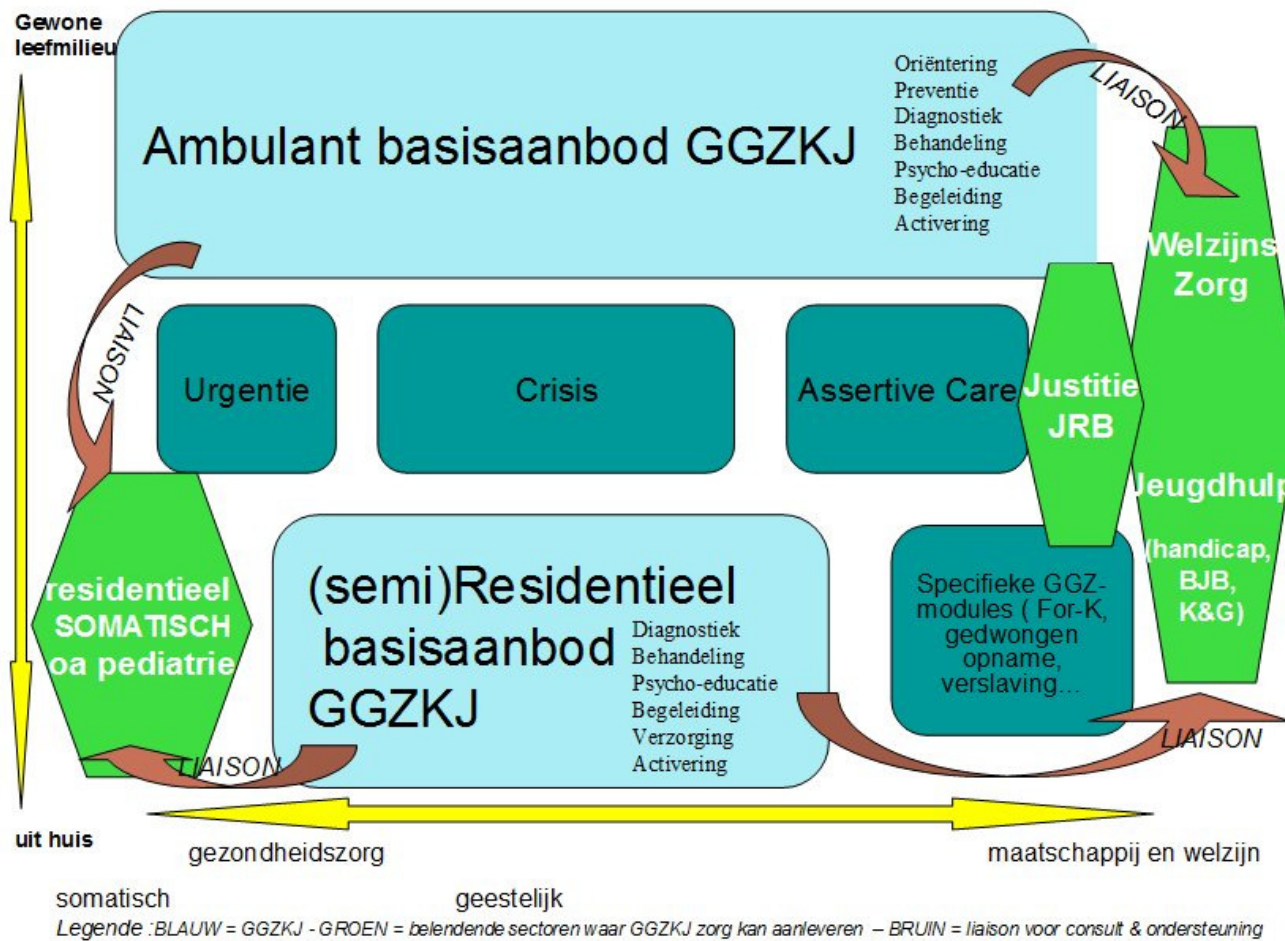 Gewone
leefmilieu
Ambulant basisaanbod GGZKJ
Oriëntering
Preventie
Diagnostiek
Behandeling
Psycho-educatie
Begeleiding
Activering
LIAISON
LIAISON
Urgentie
Crisis
Assertive Care
Justitie
JRB
Welzijns
Zorg
Jeugdhulp
(handicap,
BJB,
K&G)
residentieel
SOMATISCH
oa pediatrie
(semi)Residentieel
basisaanbod
GGZKJ
Diagnostiek
Behandeling
Psycho-educatie
Begeleiding
Verzorging
Activering
Specifieke GGZ-
modules ( For-K,
gedwongen
opname,
verslaving…
LIAISON
LIAISON
uit huis
gezondheidszorg
maatschappij en welzijn
somatisch
geestelijk
Legende :BLAUW = GGZKJ - GROEN = belendende sectoren waar GGZKJ zorg kan aanleveren – BRUIN = liaison voor consult & ondersteuning